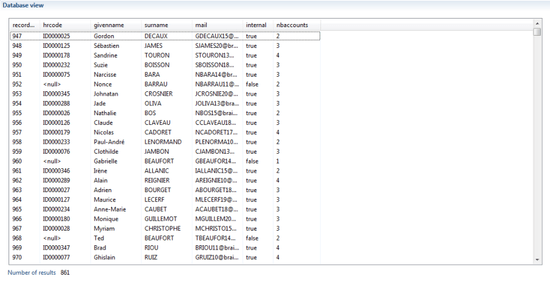 Database view
record... hrcode givenname surname mail internal nbaccounts
947 ID0000025 Gordon DECAUX GDECAUX15@... true 2
948 ID0000125 Sébastien JAMES SJAMES20@br... true 3
949 ID0000178 Sandrine TOURON STOURON13... true 4
950 ID0000232 Suzie BOISSON SBOISSON18... true 3
951 ID0000075 Narcisse BARA NBARA14@br... true 3
952 <null> Nonce BARRAU NBARRAU11@... false 2
953 ID0000345 Johnatan CROSNIER JCROSNIE20@... true 3
954 ID0000288 Jade OLIVA JOLIVA13@brai... true 3
955 ID0000026 Nathalie BOS NBOS15@brai... true 2
956 ID0000126 Claude CLAVEAU CCLAVEAU18... true 3
957 ID0000179 Nicolas CADORET NCADORET17... true 4
958 ID0000233 Paul-André LENORMAND PLENORMA10... true 2
959 ID0000076 Clothilde JAMBON CJAMBON13... true 3
960 <null> Gabrielle BEAUFORT GBEAUFOR14... false 1
961 ID0000346 Irène ALLANIC IALLANIC15@... true 2
962 ID0000289 Alain REIGNIER AREIGNIE10@... true 4
963 ID0000027 Adrien BOURGET ABOURGET18... true 3
964 ID0000127 Maurice LECERF MLECERF19@... true 3
965 ID0000234 Anne-Marie CAUBET ACAUBET18@... true 3
966 ID0000180 Monique GUILLEMOT MGUILLEM20... true 3
967 ID0000028 Myriam CHRISTOPHE MCHRISTO15... true 3
968 <null> Ted BEAUFORT TBEAUFOR14... false 2
969 ID0000347 Brad RIOU BRIOU11@brai... true 4
970 ID0000077 Ghislain RUIZ GRUIZ10@brai... true 4
Number of results 861